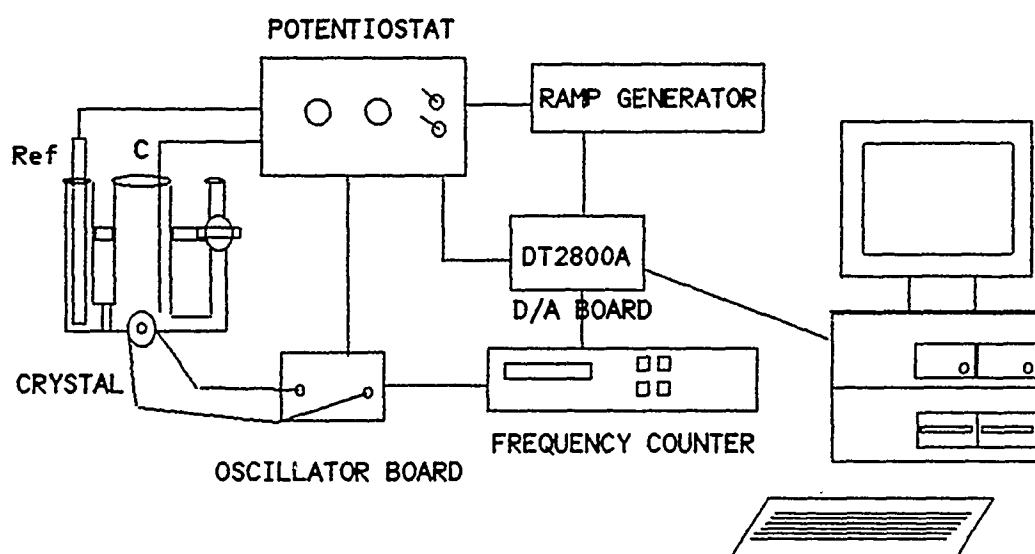 POTENTIOSTAT
RAMP GENERATOR
Ref
C
DT2800A
D/A BOARD
CRYSTAL
FREQUENCY COUNTER
OSCILLATOR BOARD